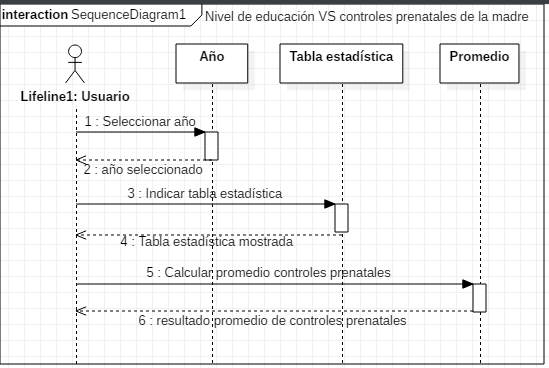 interaction SequenceDiagram1
Nivel de educación VS controles prenatales de la madre
Año
Tabla estadística
Promedio
Lifeline1: Usuario
1 : Seleccionar año
2 : año seleccionado
3 : Indicar tabla estadística
4 : Tabla estadística mostrada
5 : Calcular promedio controles prenatales
6 : resultado promedio de controles prenatales